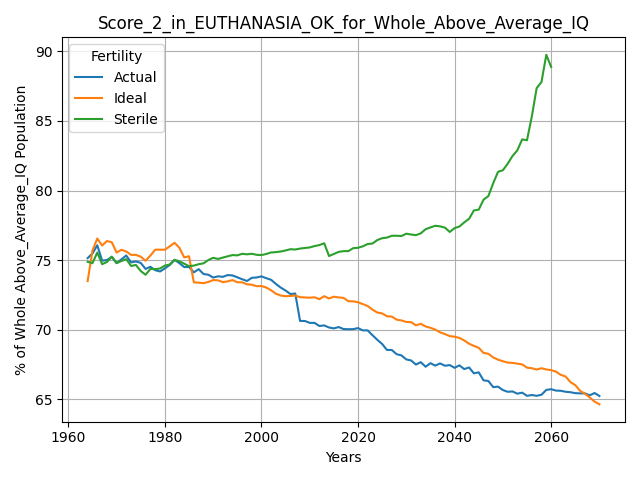 Score_2_in_EUTHANASIA_OK_for_Whole_Above_Average_IQ
% of Whole Above_Average_IQ Population
90
85
80
75
70
65
Fertility
Actual
Ideal
Sterile
1960 1980 2000 2020 2040 2060
Years